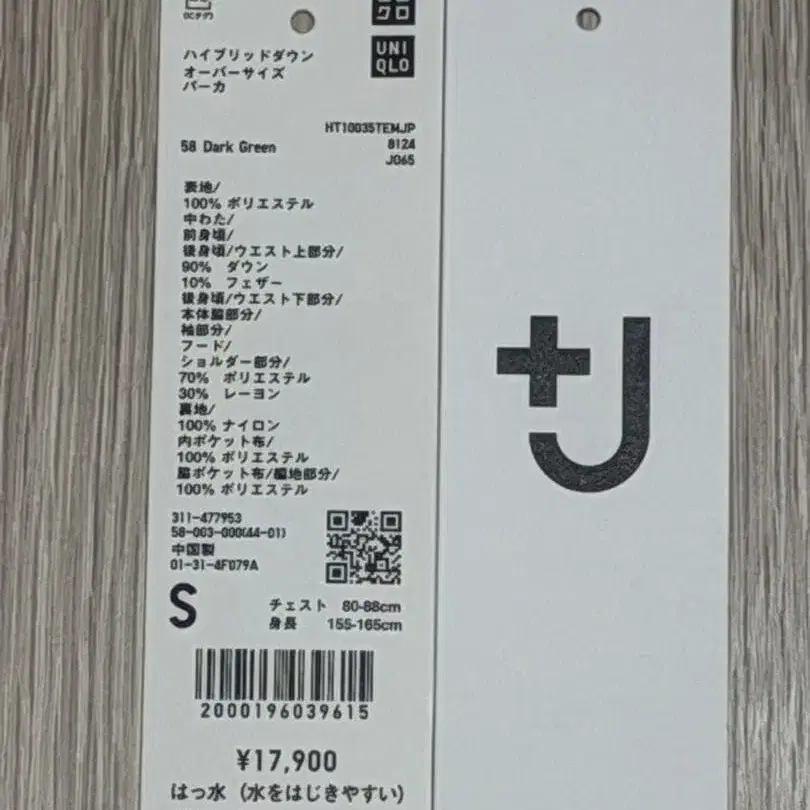 ハイブリッドダウン
オーバーサイズ
パーカ
UNI
QLO
HT10035TEMJP
58 Dark Green
8124
JG65
表地/
100% ポリエステル
中わた/
前身頃/
後身頃/ウエスト上部分/
90% ダウン
10% フェザー
後身頃/ウエスト下部分/
本体脇部分/
袖部分/
フード/
ショルダー部分/
70% ポリエステル
30% レーヨン
裏地/
100% ナイロン
内ポケット布/
100% ポリエステル
脇ポケット布/脇地部分/
100% ポリエステル
311-477953
58-003-000(44-01)
中国製
01-31-4F079A
S
チェスト 80-88cm
身長 155-165cm
2000196039615
¥17,900
はっ水（水をはじきやすい）
+J